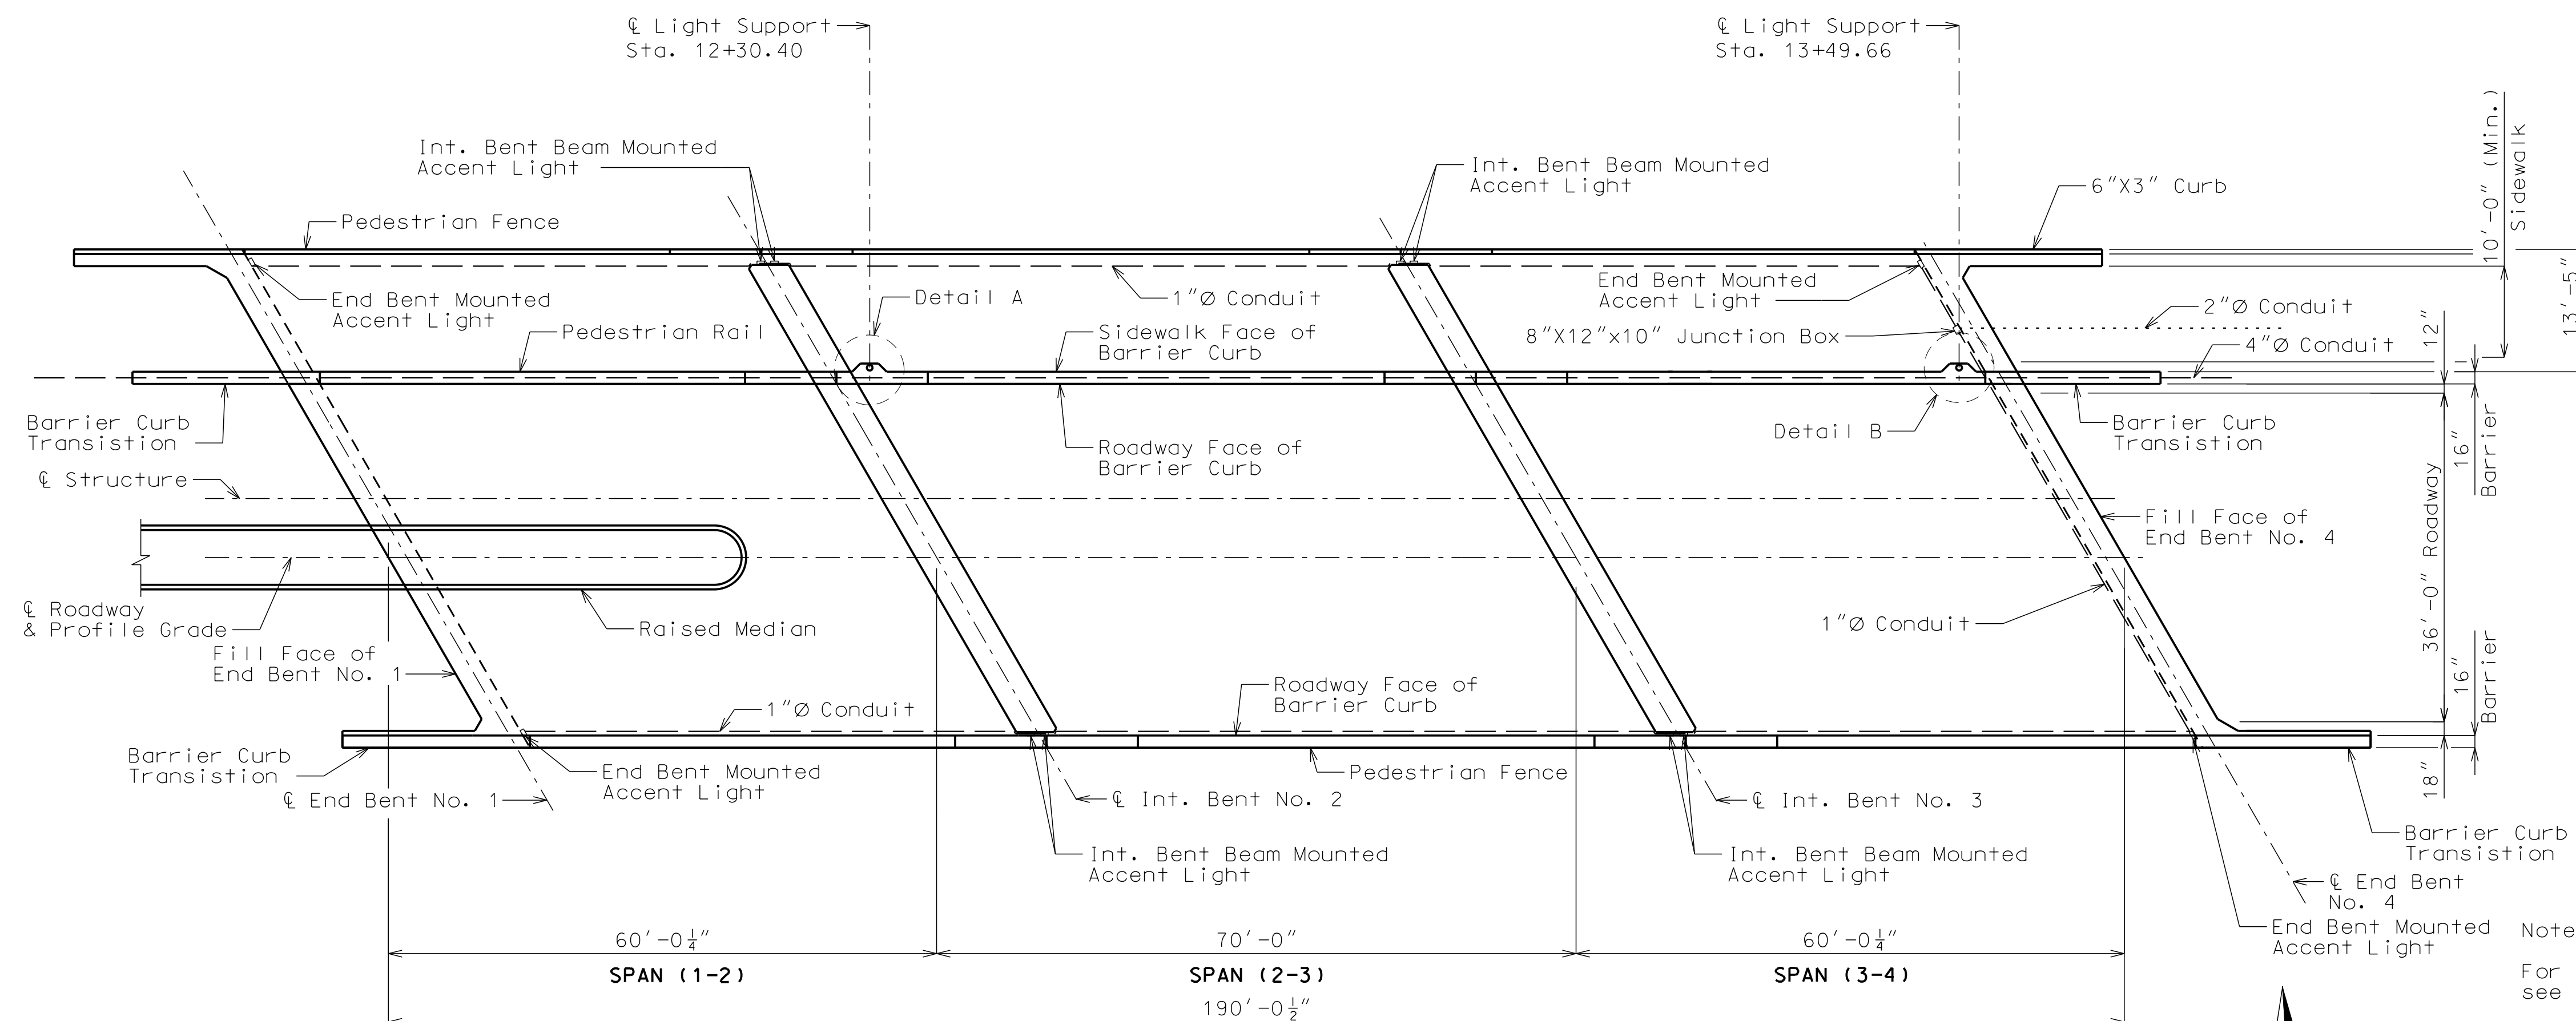 ℄ Light Support
Sta. 12+30.40
℄ Light Support
Sta. 13+49.66
Int. Bent Beam Mounted
Accent Light
Int. Bent Beam Mounted
Accent Light
6"X3" Curb
10'-0" (Min.)
Sidewalk
Pedestrian Fence
End Bent Mounted
Accent Light
1"Ø Conduit
Detail A
End Bent Mounted
Accent Light
2"Ø Conduit
13'-5"
Pedestrian Rail
Sidewalk Face of
Barrier Curb
8"X12"x10" Junction Box
4"Ø Conduit
12"
Barrier Curb
Transistion
Roadway Face of
Barrier Curb
Detail B
Barrier Curb
Transistion
16"
Barrier
℄ Structure
Fill Face of
End Bent No. 4
36'-0" Roadway
℄ Roadway
& Profile Grade
Raised Median
1"Ø Conduit
Fill Face of
End Bent No. 1
1"Ø Conduit
Roadway Face of
Barrier Curb
16"
Barrier
Barrier Curb
Transistion
End Bent Mounted
Accent Light
Pedestrian Fence
18"
℄ End Bent No. 1
℄ Int. Bent No. 2
℄ Int. Bent No. 3
Barrier Curb
Transistion
Int. Bent Beam Mounted
Accent Light
Int. Bent Beam Mounted
Accent Light
℄ End Bent
No. 4
End Bent Mounted
Accent Light
Note
For
see
60'-0¼"
70'-0"
60'-0¼"
SPAN (1-2)
SPAN (2-3)
SPAN (3-4)
190'-0½"